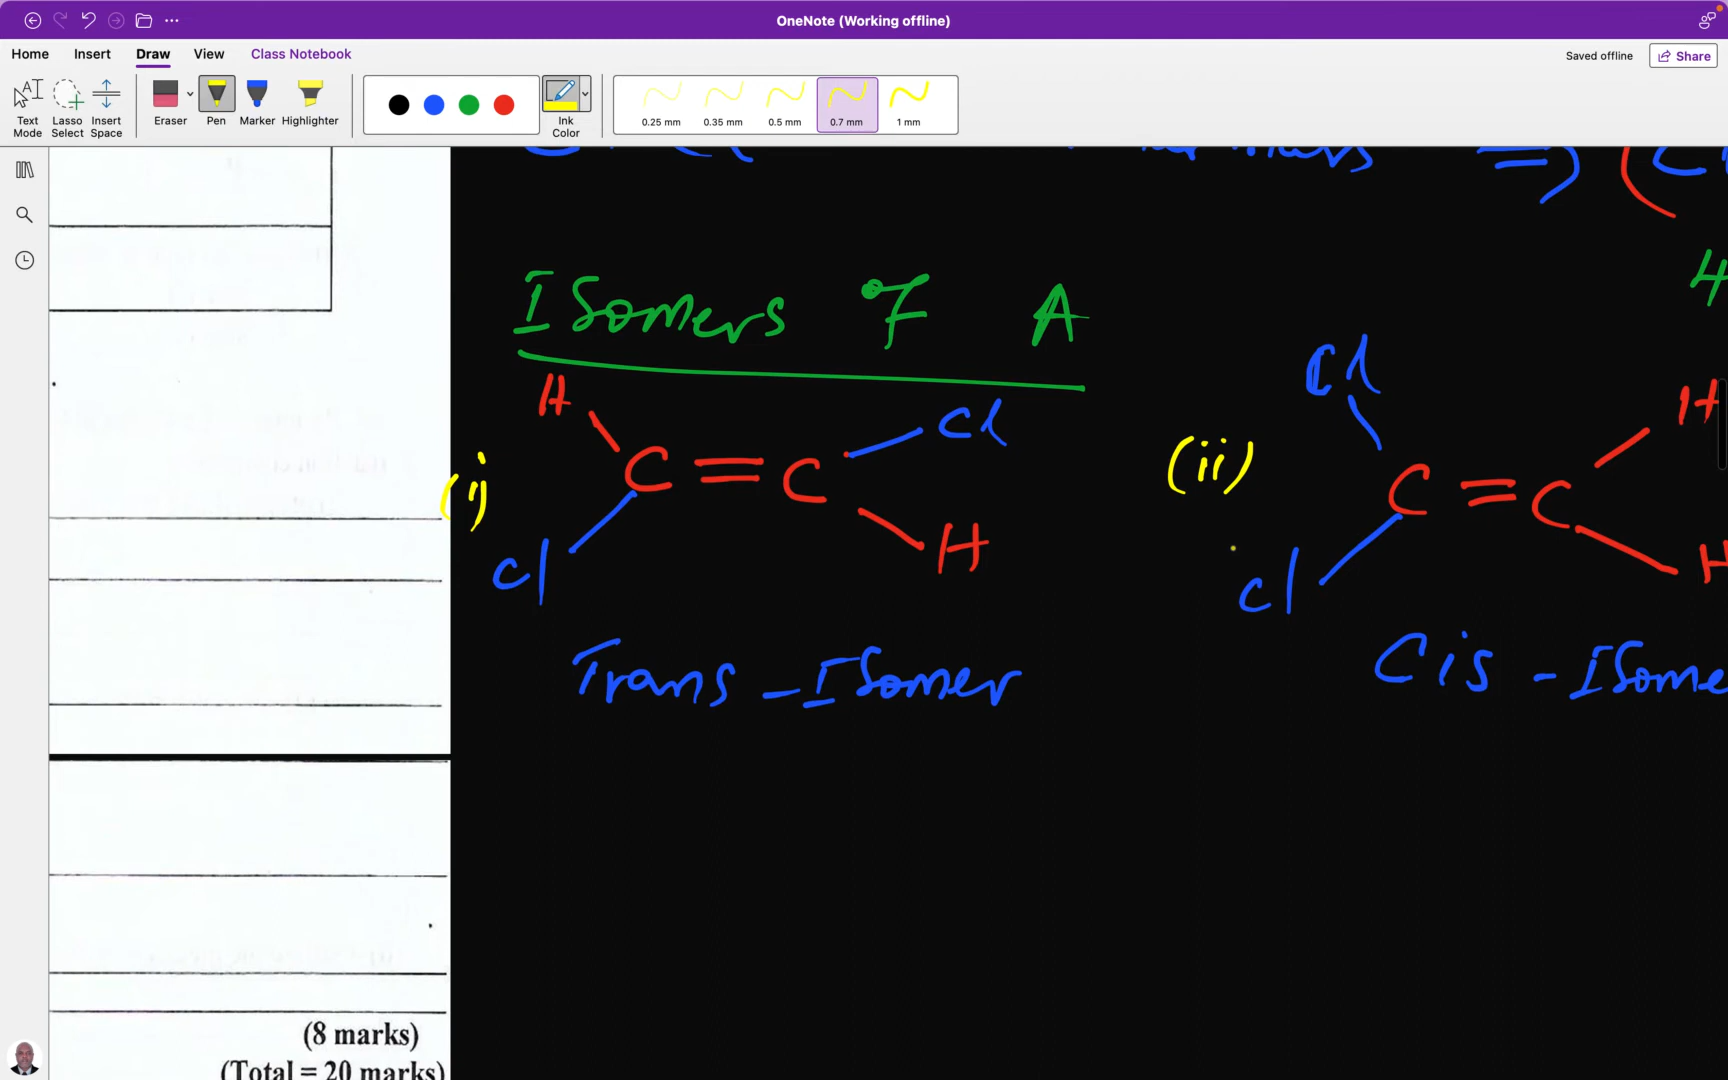 OneNote (Working offline)
Home Insert Draw View Class Notebook
Saved offline Share
Text Mode
Lasso Select
Insert Space
Eraser
Pen
Marker
Highlighter
Ink Color
0.25 mm
0.35 mm
0.5 mm
0.7 mm
1 mm
Isomers of A
H Cl
(i) C = C
Cl H
Trans - Isomer
Cl H
(ii) C = C
Cl H
Cis - Isome
(8 marks)
(Total = 20 marks)